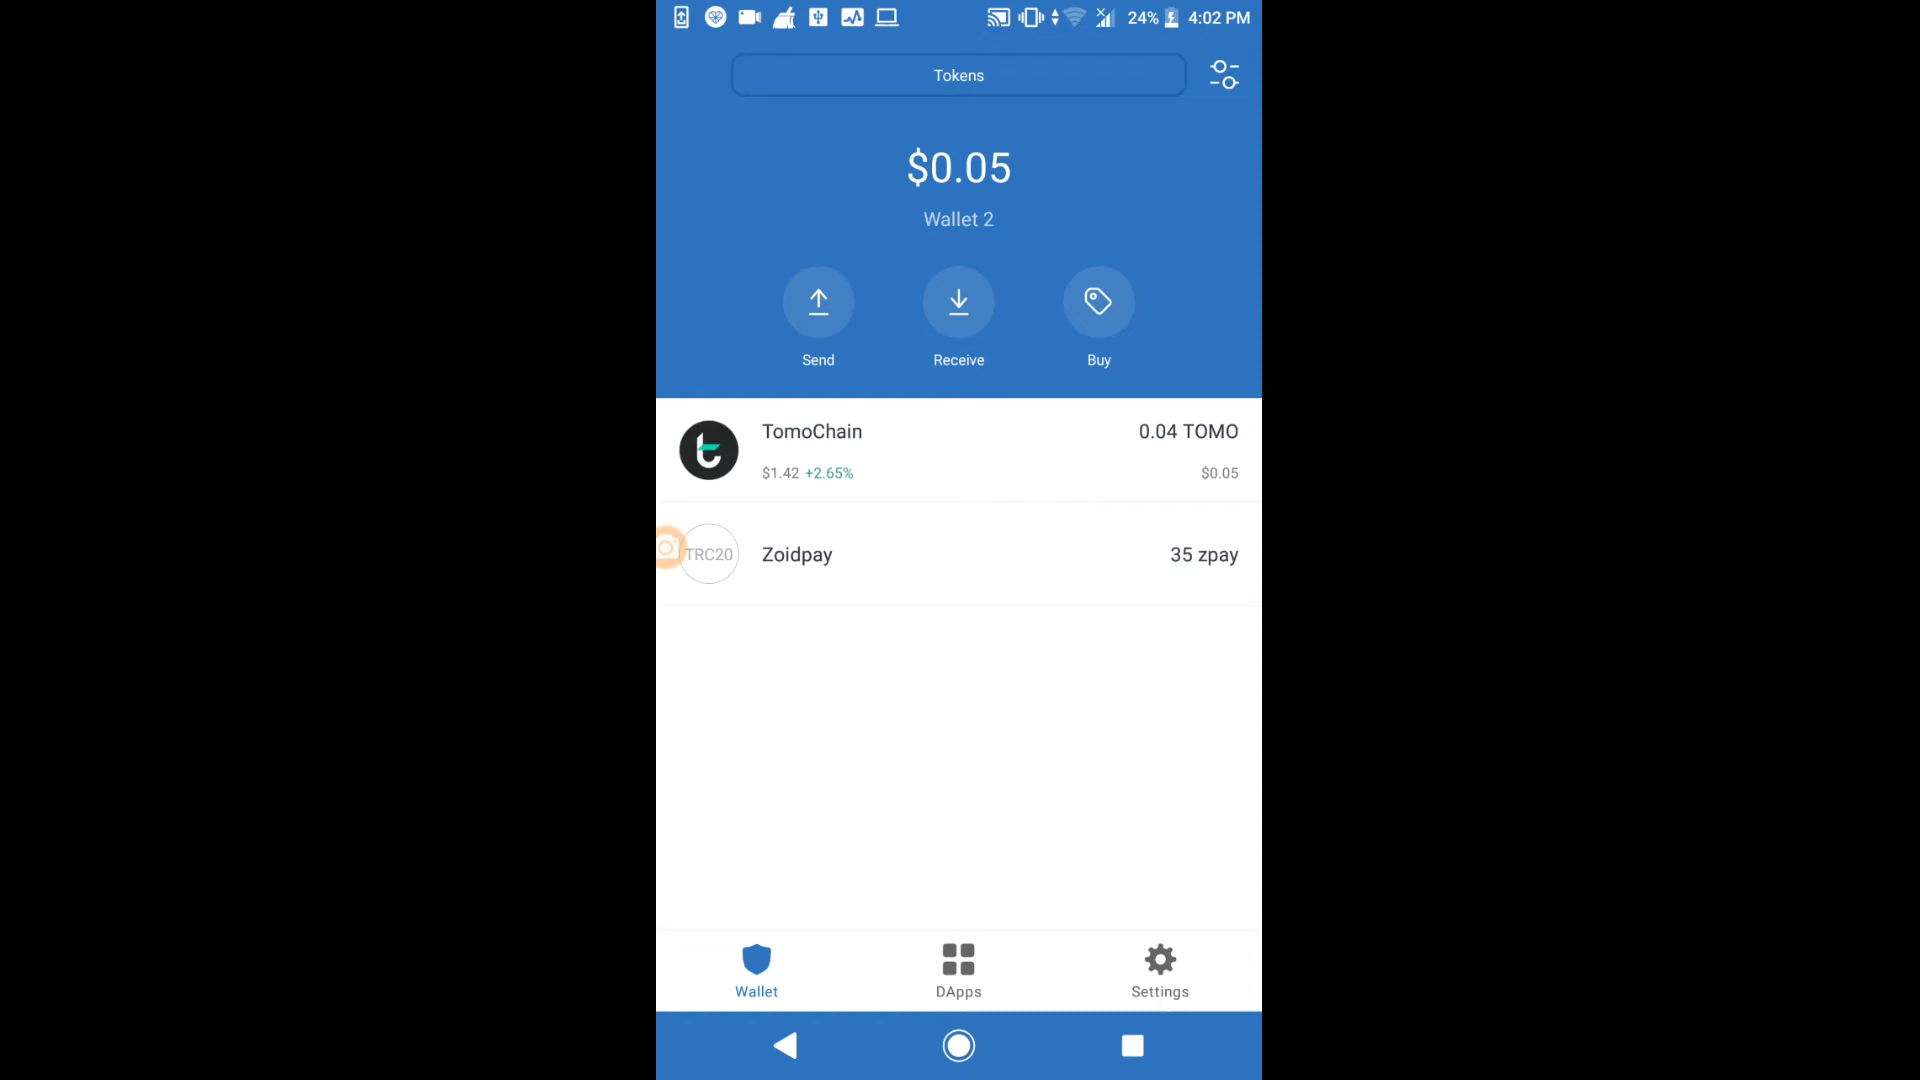 24% 4:02 PM
Tokens
$0.05
Wallet 2
Send Receive Buy
TomoChain 0.04 TOMO
$1.42 +2.65% $0.05
TRC20 Zoidpay 35 zpay
Wallet DApps Settings